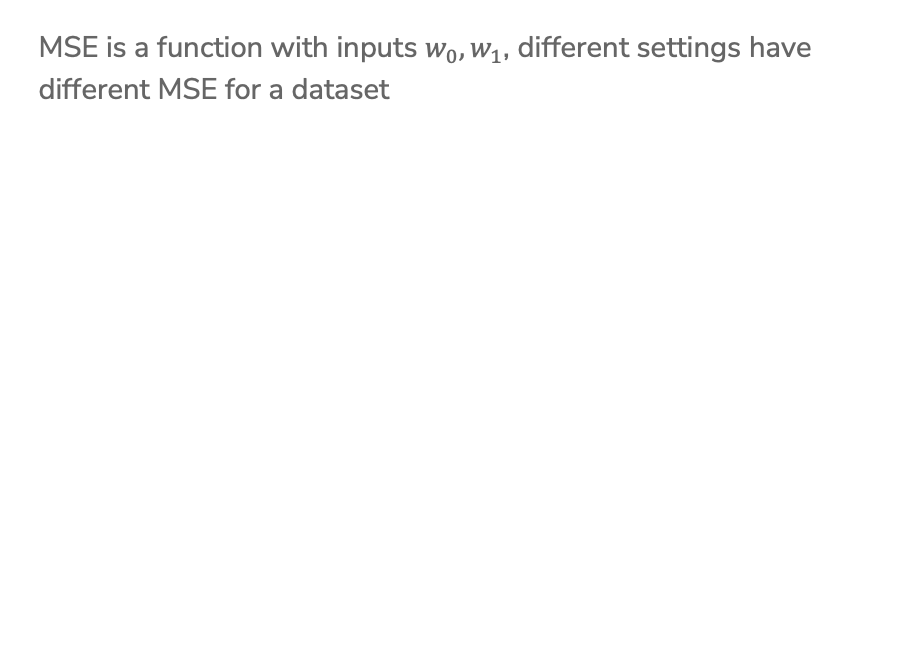 MSE is a function with inputs w₀, w₁, different settings have
different MSE for a dataset